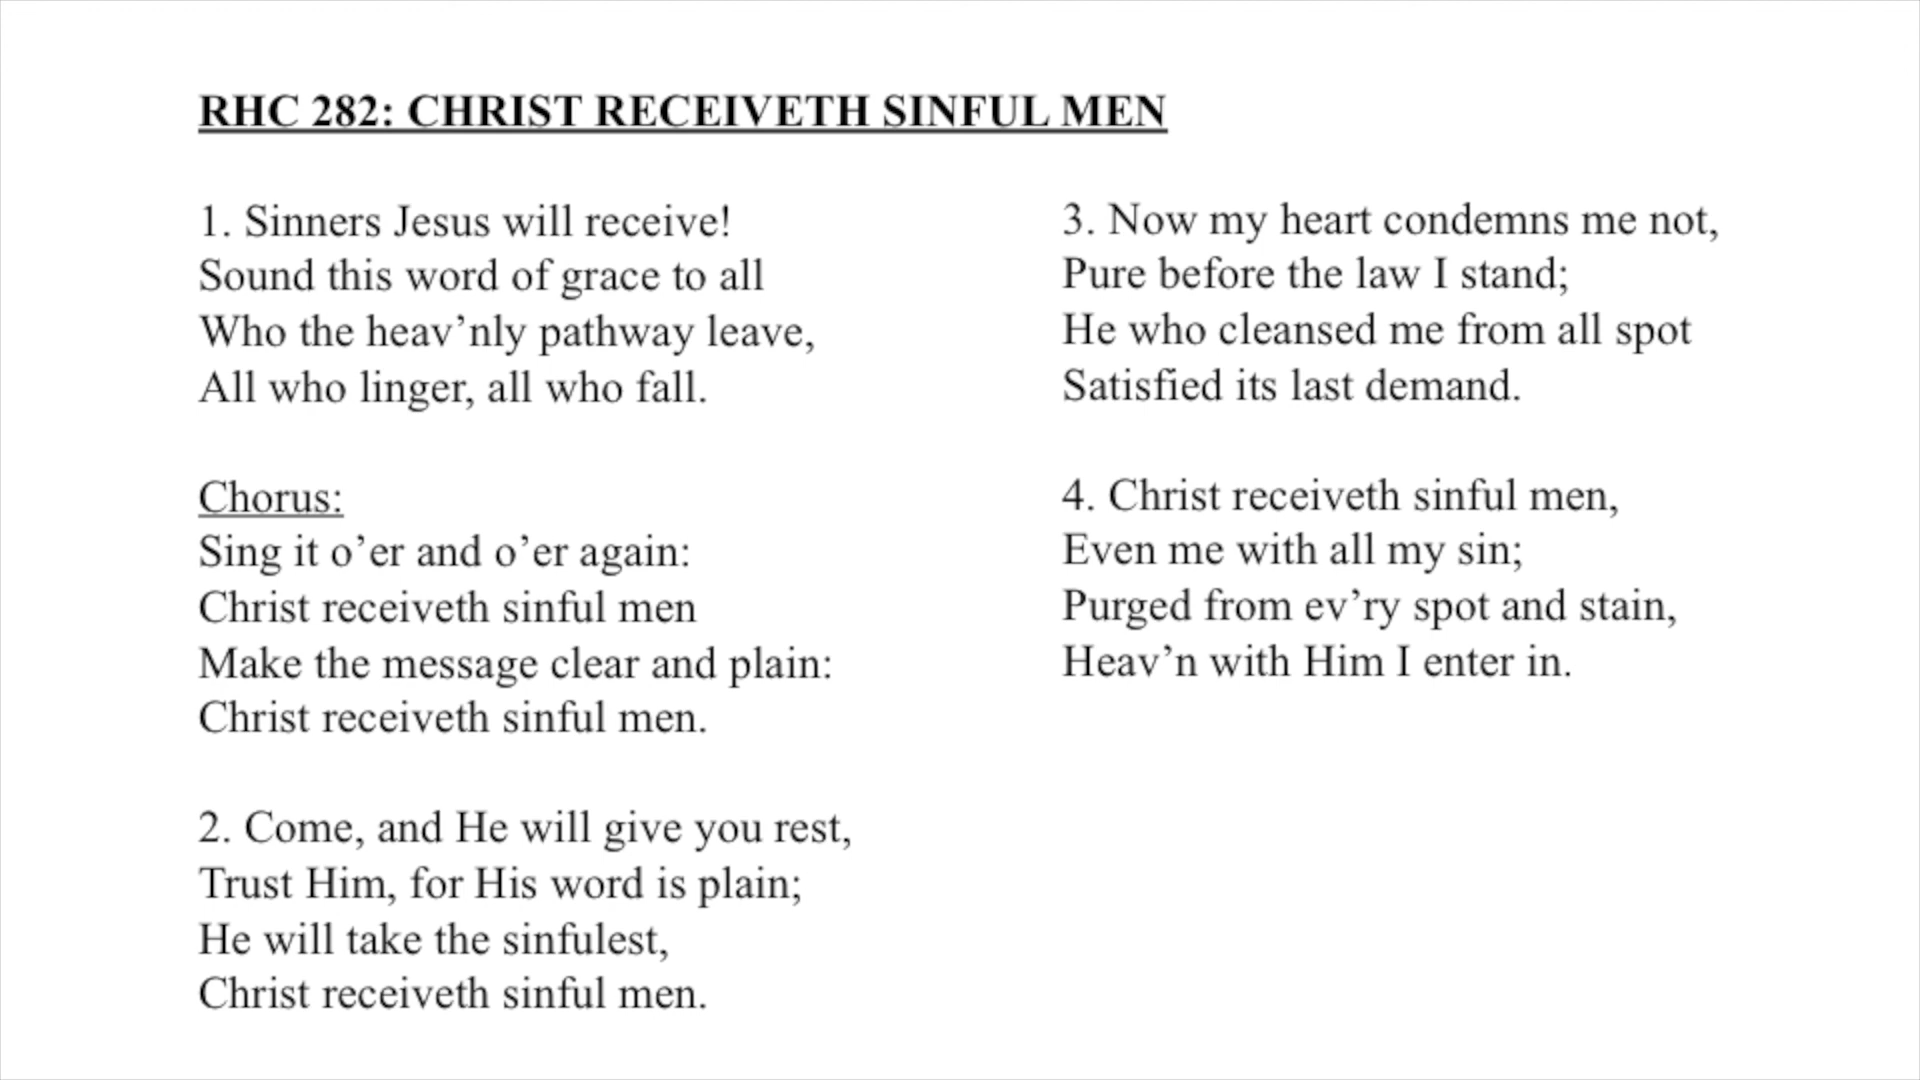 RHC 282: CHRIST RECEIVETH SINFUL MEN
1. Sinners Jesus will receive!
Sound this word of grace to all
Who the heav’nly pathway leave,
All who linger, all who fall.
Chorus:
Sing it o’er and o’er again:
Christ receiveth sinful men
Make the message clear and plain:
Christ receiveth sinful men.
2. Come, and He will give you rest,
Trust Him, for His word is plain;
He will take the sinfulest,
Christ receiveth sinful men.
3. Now my heart condemns me not,
Pure before the law I stand;
He who cleansed me from all spot
Satisfied its last demand.
4. Christ receiveth sinful men,
Even me with all my sin;
Purged from ev’ry spot and stain,
Heav’n with Him I enter in.